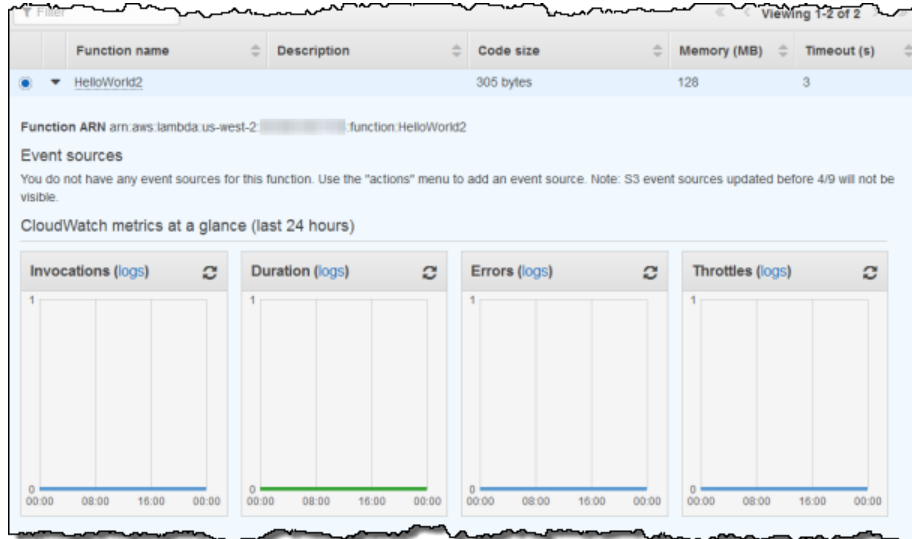 Filter
Viewing 1-2 of 2
Function name Description Code size Memory (MB) Timeout (s)
HelloWorld2 305 bytes 128 3
Function ARN arn:aws:lambda:us-west-2: :function:HelloWorld2
Event sources
You do not have any event sources for this function. Use the "actions" menu to add an event source. Note: S3 event sources updated before 4/9 will not be
visible.
CloudWatch metrics at a glance (last 24 hours)
Invocations (logs) Duration (logs) Errors (logs) Throttles (logs)
1 1 1 1
0 0 0 0
00:00 08:00 16:00 00:00 00:00 08:00 16:00 00:00 00:00 08:00 16:00 00:00 00:00 08:00 16:00 00:00